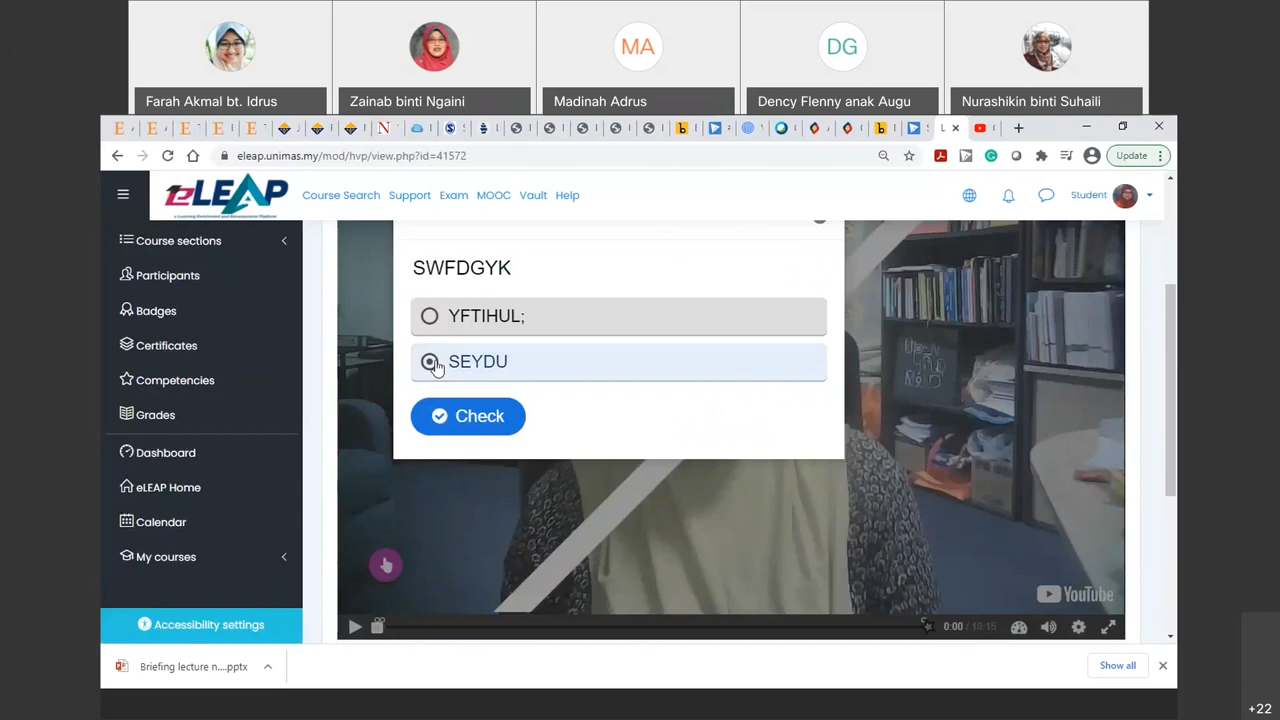 MA
DG
Farah Akmal bt. Idrus
Zainab binti Ngaini
Madinah Adrus
Dency Flenny anak Augu
Nurashikin binti Suhaili
eleap.unimas.my/mod/hvp/view.php?id=41572
Update
eLEAP
Course Search
Support
Exam
MOOC
Vault
Help
Student
Course sections
Participants
Badges
Certificates
Competencies
Grades
Dashboard
eLEAP Home
Calendar
My courses
Accessibility settings
SWFDGYK
YFTIHUL;
SEYDU
Check
YouTube
0:00 / 10:15
Briefing lecture n....pptx
Show all
+22